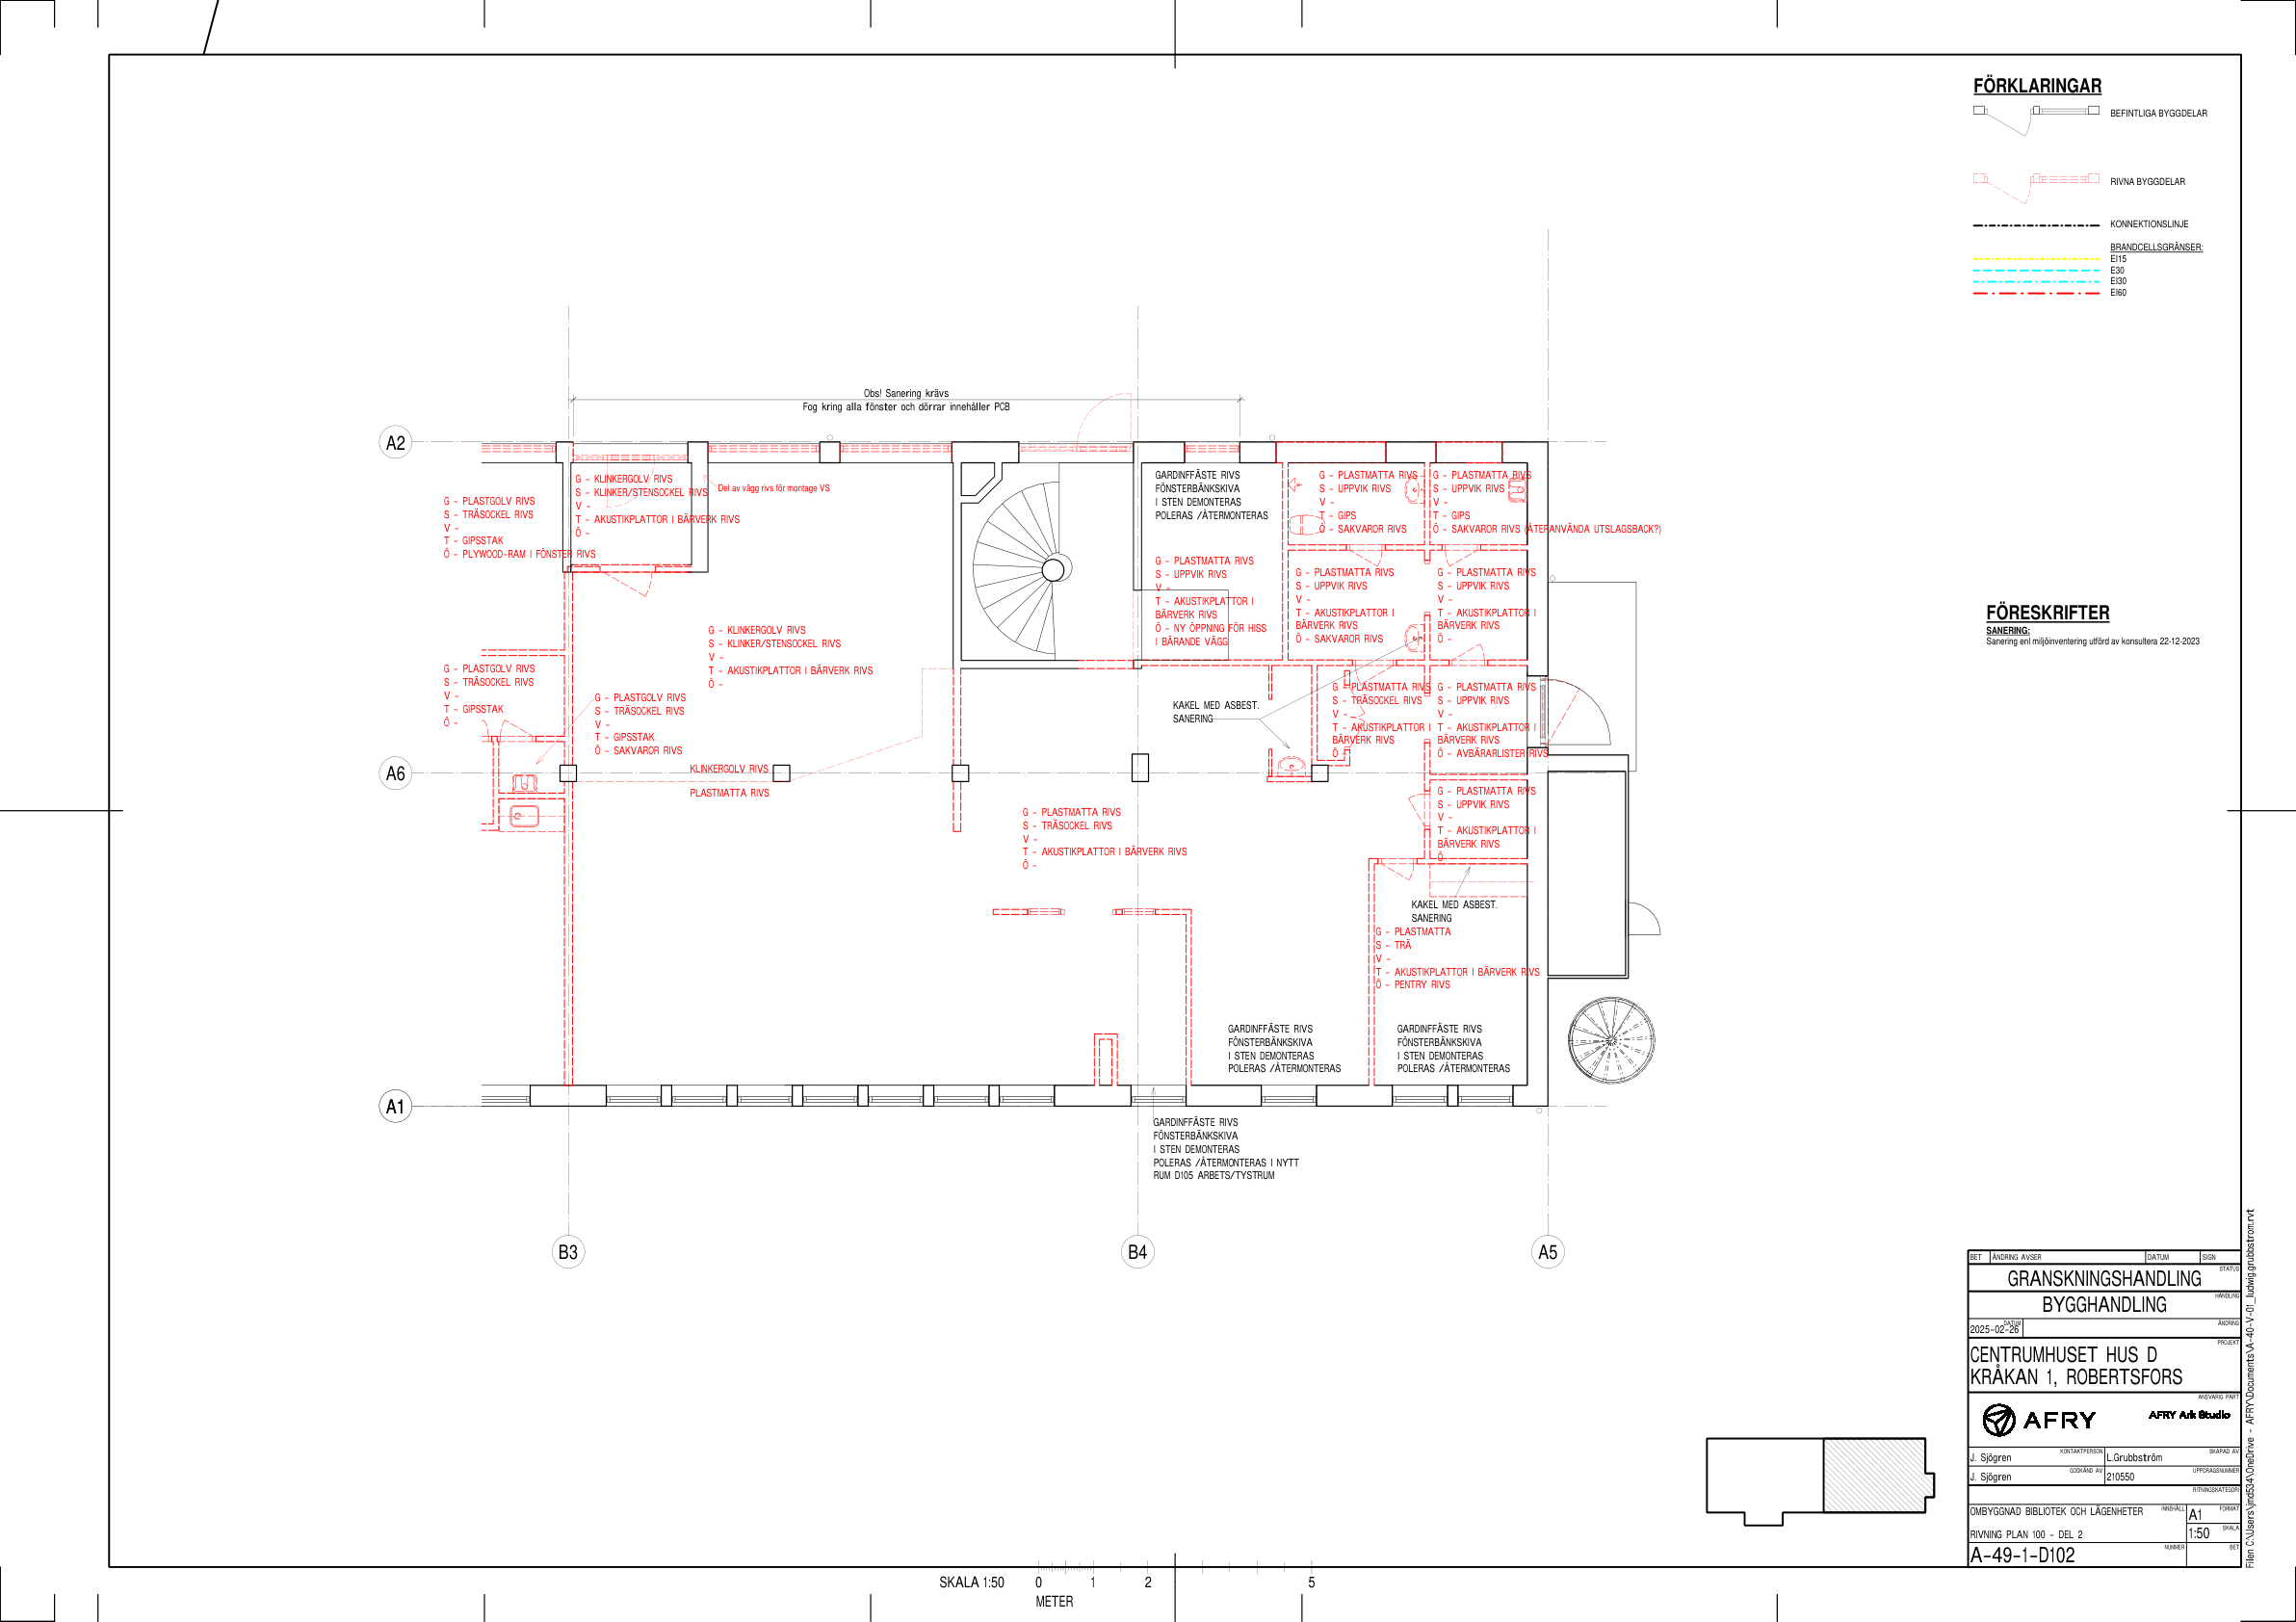 FÖRKLARINGAR
BEFINTLIGA BYGGDELAR
RIVNA BYGGDELAR
KONNEKTIONSLINJE
BRANDCELLSGRÄNSER:
EI15
E30
EI30
EI60
FÖRESKRIFTER
SANERING:
Sanering enl miljöinventering utförd av konsultera 22-12-2023
Obs! Sanering krävs
Fog kring alla fönster och dörrar innehåller PCB
A2
A6
A1
B3
B4
A5
G - PLASTGOLV RIVS
S - TRÄSOCKEL RIVS
V -
T - GIPSSTAK
Ö - PLYWOOD-RAM I FÖNSTER RIVS
G - KLINKERGOLV RIVS
S - KLINKER/STENSOCKEL RIVS
V -
T - AKUSTIKPLATTOR I BÄRVERK RIVS
Ö -
Del av vägg rivs för montage VS
GARDINFFÄSTE RIVS
FÖNSTERBÄNKSKIVA
I STEN DEMONTERAS
POLERAS /ÅTERMONTERAS
G - PLASTMATTA RIVS
S - UPPVIK RIVS
V -
T - GIPS
Ö - SAKVAROR RIVS
G - PLASTMATTA RIVS
S - UPPVIK RIVS
V -
T - GIPS
Ö - SAKVAROR RIVS (ÅTERANVÄNDA UTSLAGSBACK?)
G - PLASTMATTA RIVS
S - UPPVIK RIVS
V -
T - AKUSTIKPLATTOR I
BÄRVERK RIVS
Ö - NY ÖPPNING FÖR HISS
I BÄRANDE VÄGG
G - PLASTMATTA RIVS
S - UPPVIK RIVS
V -
T - AKUSTIKPLATTOR I
BÄRVERK RIVS
Ö - SAKVAROR RIVS
G - PLASTMATTA RIVS
S - UPPVIK RIVS
V -
T - AKUSTIKPLATTOR I
BÄRVERK RIVS
Ö -
G - KLINKERGOLV RIVS
S - KLINKER/STENSOCKEL RIVS
V -
T - AKUSTIKPLATTOR I BÄRVERK RIVS
Ö -
G - PLASTGOLV RIVS
S - TRÄSOCKEL RIVS
V -
T - GIPSSTAK
Ö -
G - PLASTGOLV RIVS
S - TRÄSOCKEL RIVS
V -
T - GIPSSTAK
Ö - SAKVAROR RIVS
KAKEL MED ASBEST.
SANERING
G - PLASTMATTA RIVS
S - TRÄSOCKEL RIVS
V -
T - AKUSTIKPLATTOR I
BÄRVERK RIVS
Ö -
G - PLASTMATTA RIVS
S - UPPVIK RIVS
V -
T - AKUSTIKPLATTOR I
BÄRVERK RIVS
Ö - AVBÄRARLISTER RIVS
KLINKERGOLV RIVS
PLASTMATTA RIVS
G - PLASTMATTA RIVS
S - TRÄSOCKEL RIVS
V -
T - AKUSTIKPLATTOR I BÄRVERK RIVS
Ö -
G - PLASTMATTA RIVS
S - UPPVIK RIVS
V -
T - AKUSTIKPLATTOR I
BÄRVERK RIVS
Ö
KAKEL MED ASBEST.
SANERING
G - PLASTMATTA
S - TRÄ
V -
T - AKUSTIKPLATTOR I BÄRVERK RIVS
Ö - PENTRY RIVS
GARDINFFÄSTE RIVS
FÖNSTERBÄNKSKIVA
I STEN DEMONTERAS
POLERAS /ÅTERMONTERAS
GARDINFFÄSTE RIVS
FÖNSTERBÄNKSKIVA
I STEN DEMONTERAS
POLERAS /ÅTERMONTERAS
GARDINFFÄSTE RIVS
FÖNSTERBÄNKSKIVA
I STEN DEMONTERAS
POLERAS /ÅTERMONTERAS I NYTT
RUM D105 ARBETS/TYSTRUM
BET ÄNDRING AVSER DATUM SIGN
STATUS
GRANSKNINGSHANDLING
HANDLING
BYGGHANDLING
DATUM ÄNDRING
2025-02-26
PROJEKT
CENTRUMHUSET HUS D
KRÅKAN 1, ROBERTSFORS
ANSVARIG PART
AFRY
AFRY Ark Studio
KONTAKTPERSON SKAPAD AV
J. Sjögren L.Grubbström
GODKÄND AV UPPDRAGSNUMMER
J. Sjögren 210550
RITNINGSKATEGORI
OMBYGGNAD BIBLIOTEK OCH LÄGENHETER INNEHÅLL A1 FORMAT
RIVNING PLAN 100 - DEL 2 1:50 SKALA
A-49-1-D102 NUMMER BET
Filen C:\Users\jnd534\OneDrive - AFRY\Documents\A-40-V-01_ludwig.grubbstrom.rvt
SKALA 1:50 0 1 2 5
METER